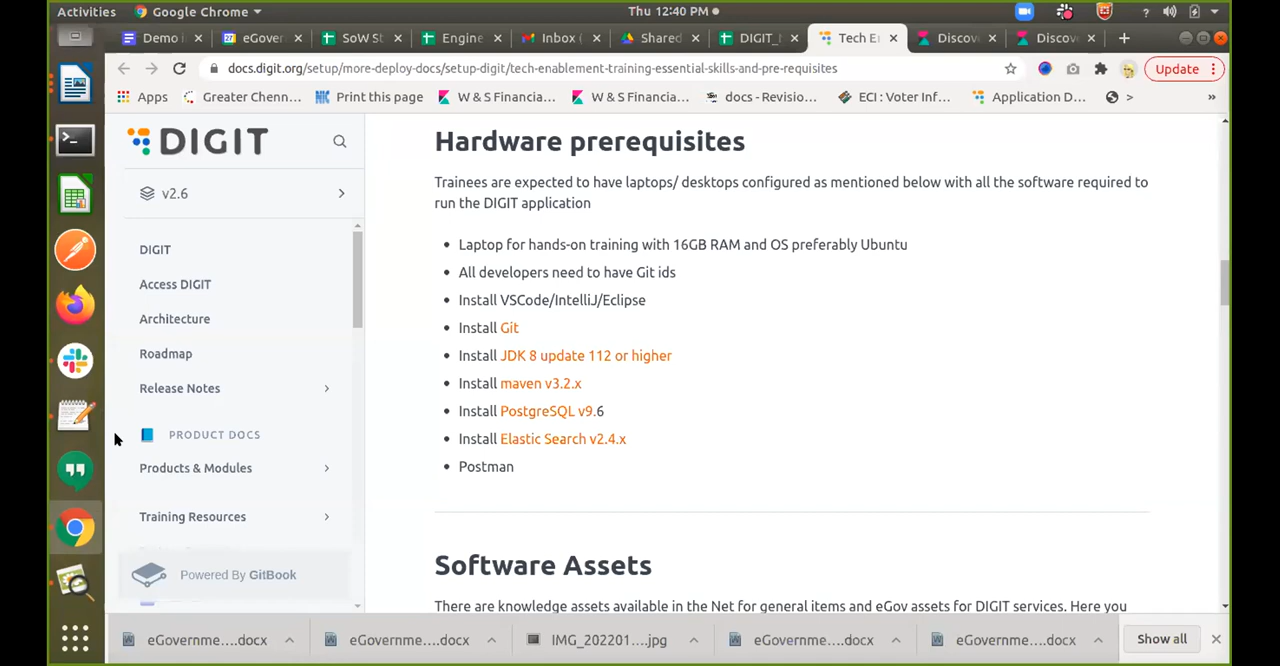 Activities Google Chrome Thu 12:40 PM
Demo i eGover SoW St Engine Inbox ( Shared DIGIT_ Tech E Discov Discov
docs.digit.org/setup/more-deploy-docs/setup-digit/tech-enablement-training-essential-skills-and-pre-requisites Update
Apps Greater Chenn... Print this page W & S Financia... W & S Financia... docs - Revisio... ECI : Voter Inf... Application D... > »
DIGIT
v2.6
DIGIT
Access DIGIT
Architecture
Roadmap
Release Notes
PRODUCT DOCS
Products & Modules
Training Resources
Powered By GitBook
Hardware prerequisites
Trainees are expected to have laptops/ desktops configured as mentioned below with all the software required to
run the DIGIT application
• Laptop for hands-on training with 16GB RAM and OS preferably Ubuntu
• All developers need to have Git ids
• Install VSCode/IntelliJ/Eclipse
• Install Git
• Install JDK 8 update 112 or higher
• Install maven v3.2.x
• Install PostgreSQL v9.6
• Install Elastic Search v2.4.x
• Postman
Software Assets
There are knowledge assets available in the Net for general items and eGov assets for DIGIT services. Here you
eGovernme....docx eGovernme....docx IMG_202201....jpg eGovernme....docx eGovernme....docx Show all